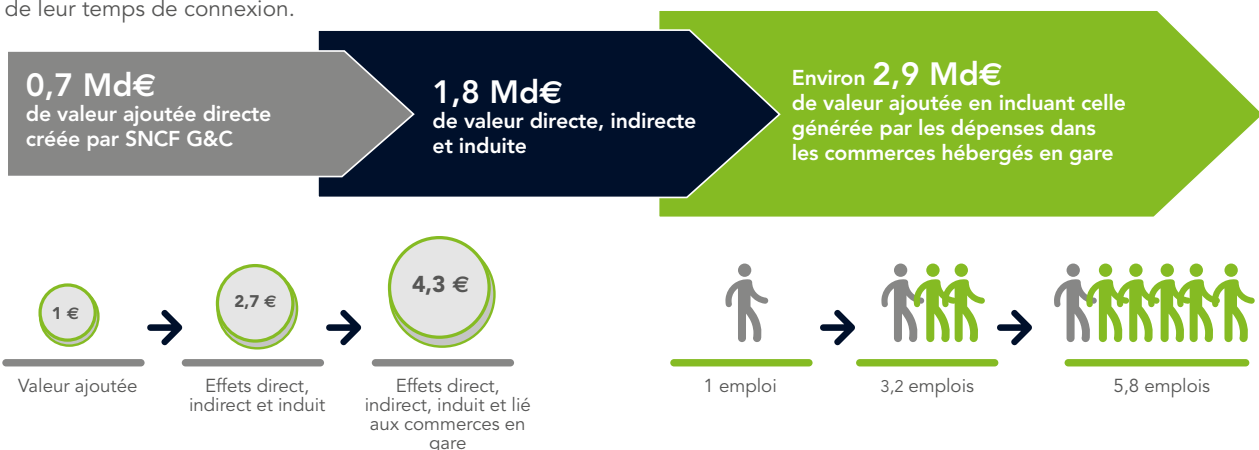 de leur temps de connexion.
0,7 Md€
de valeur ajoutée directe
créée par SNCF G&C
1,8 Md€
de valeur directe, indirecte
et induite
Environ 2,9 Md€
de valeur ajoutée en incluant celle
générée par les dépenses dans
les commerces hébergés en gare
1 €
2,7 €
4,3 €
Valeur ajoutée
Effets direct,
indirect et induit
Effets direct,
indirect, induit et lié
aux commerces en
gare
1 emploi
3,2 emplois
5,8 emplois